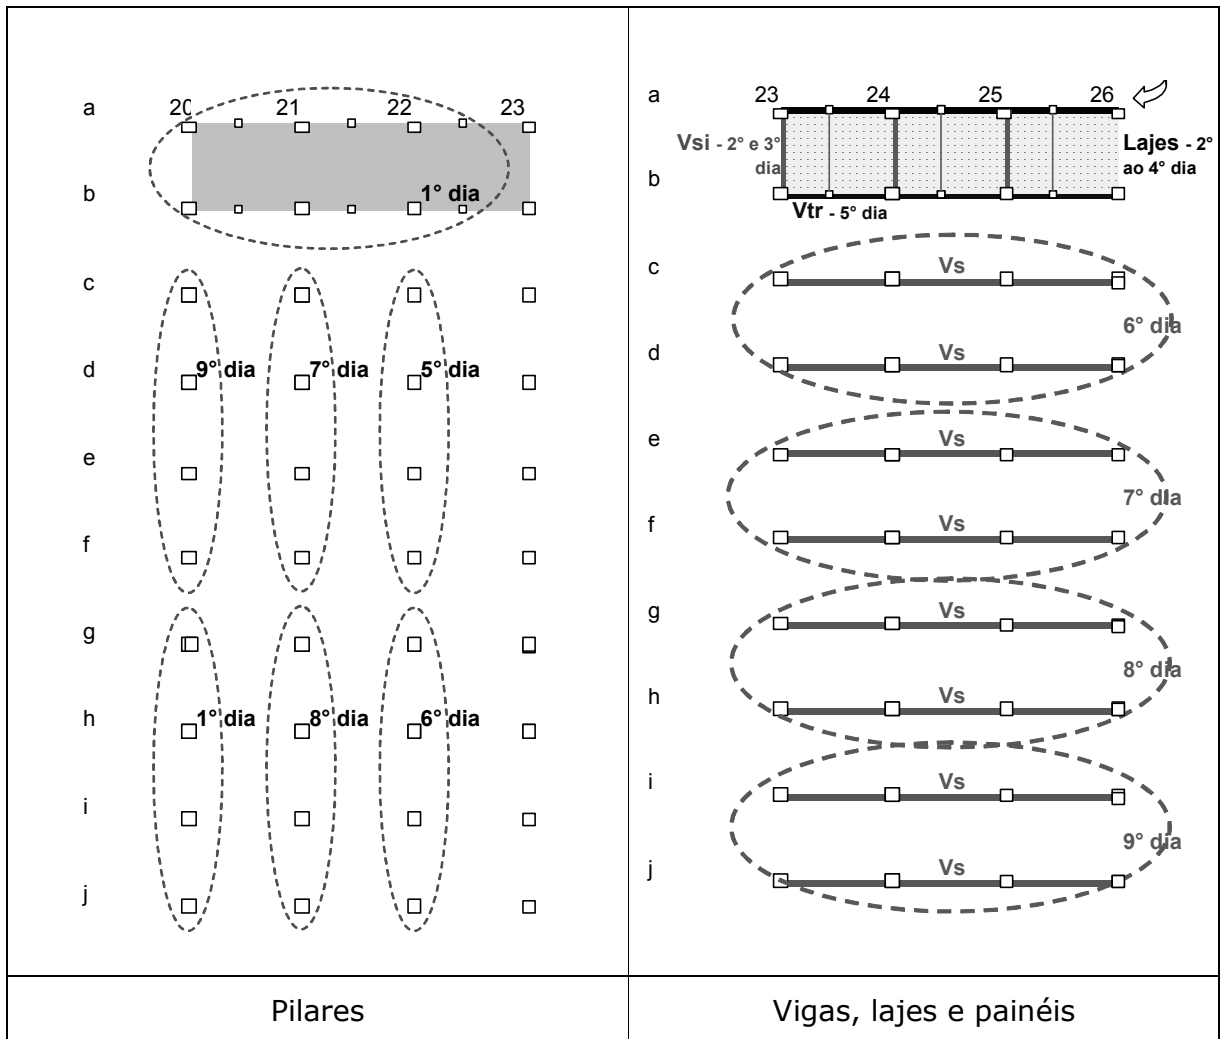 a
20 21 22 23
b
1° dia
c
d
9° dia 7° dia 5° dia
e
f
g
h
1° dia 8° dia 6° dia
i
j
Pilares
a
23 24 25 26
Vsi - 2° e 3°
dia
Lajes - 2°
ao 4° dia
b
Vtr - 5° dia
c
Vs
6° dia
d
Vs
e
Vs
7° dia
f
Vs
g
Vs
8° dia
h
Vs
i
Vs
9° dia
j
Vs
Vigas, lajes e painéis